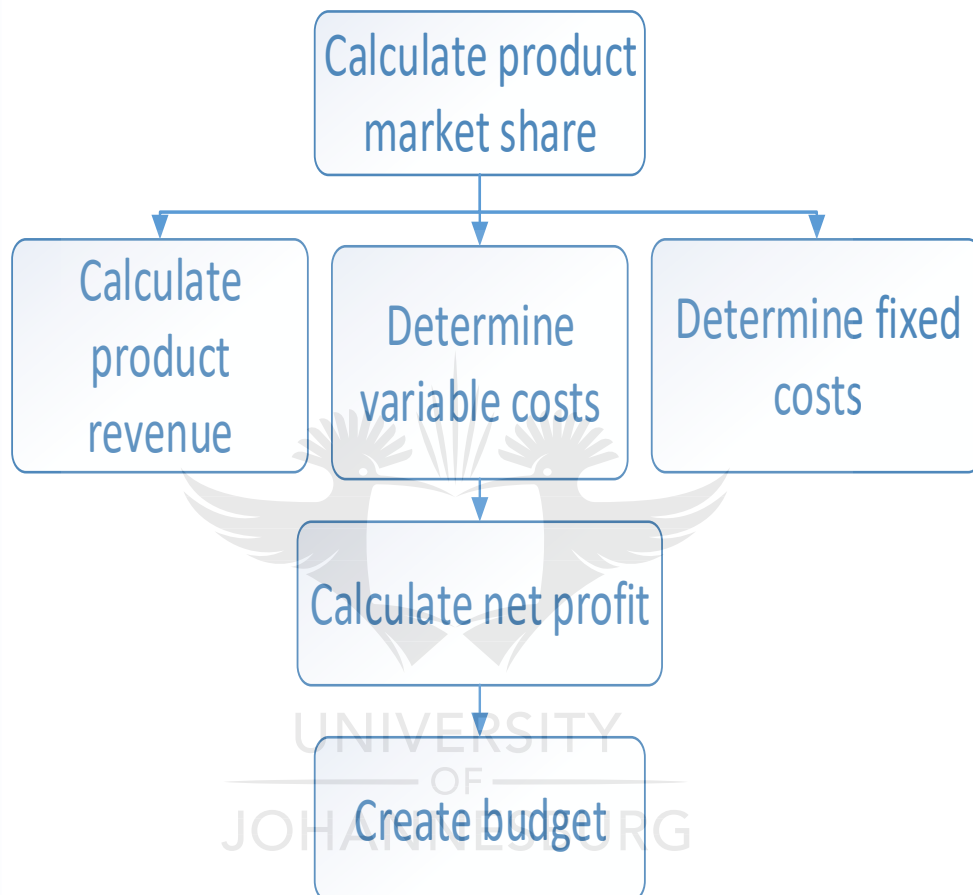 Calculate product
market share
Calculate
product
revenue
Determine
variable costs
Determine fixed
costs
Calculate net profit
UNIVERSITY
OF
JOHANNESBURG
Create budget